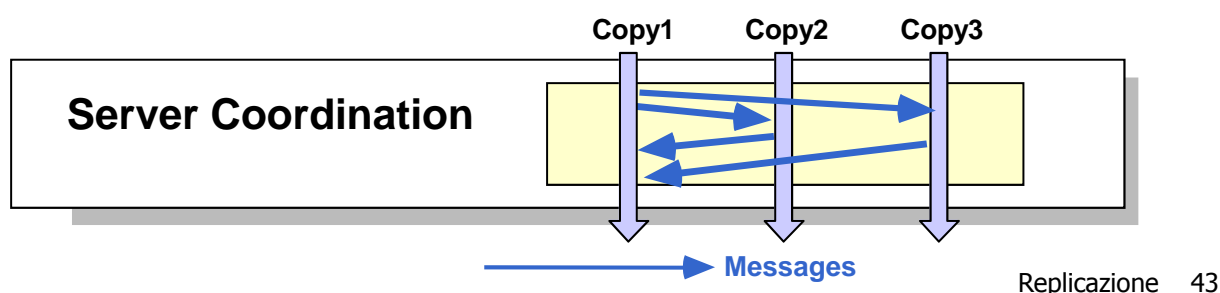 Copy1 Copy2 Copy3
Server Coordination
Messages
Replicazione 43